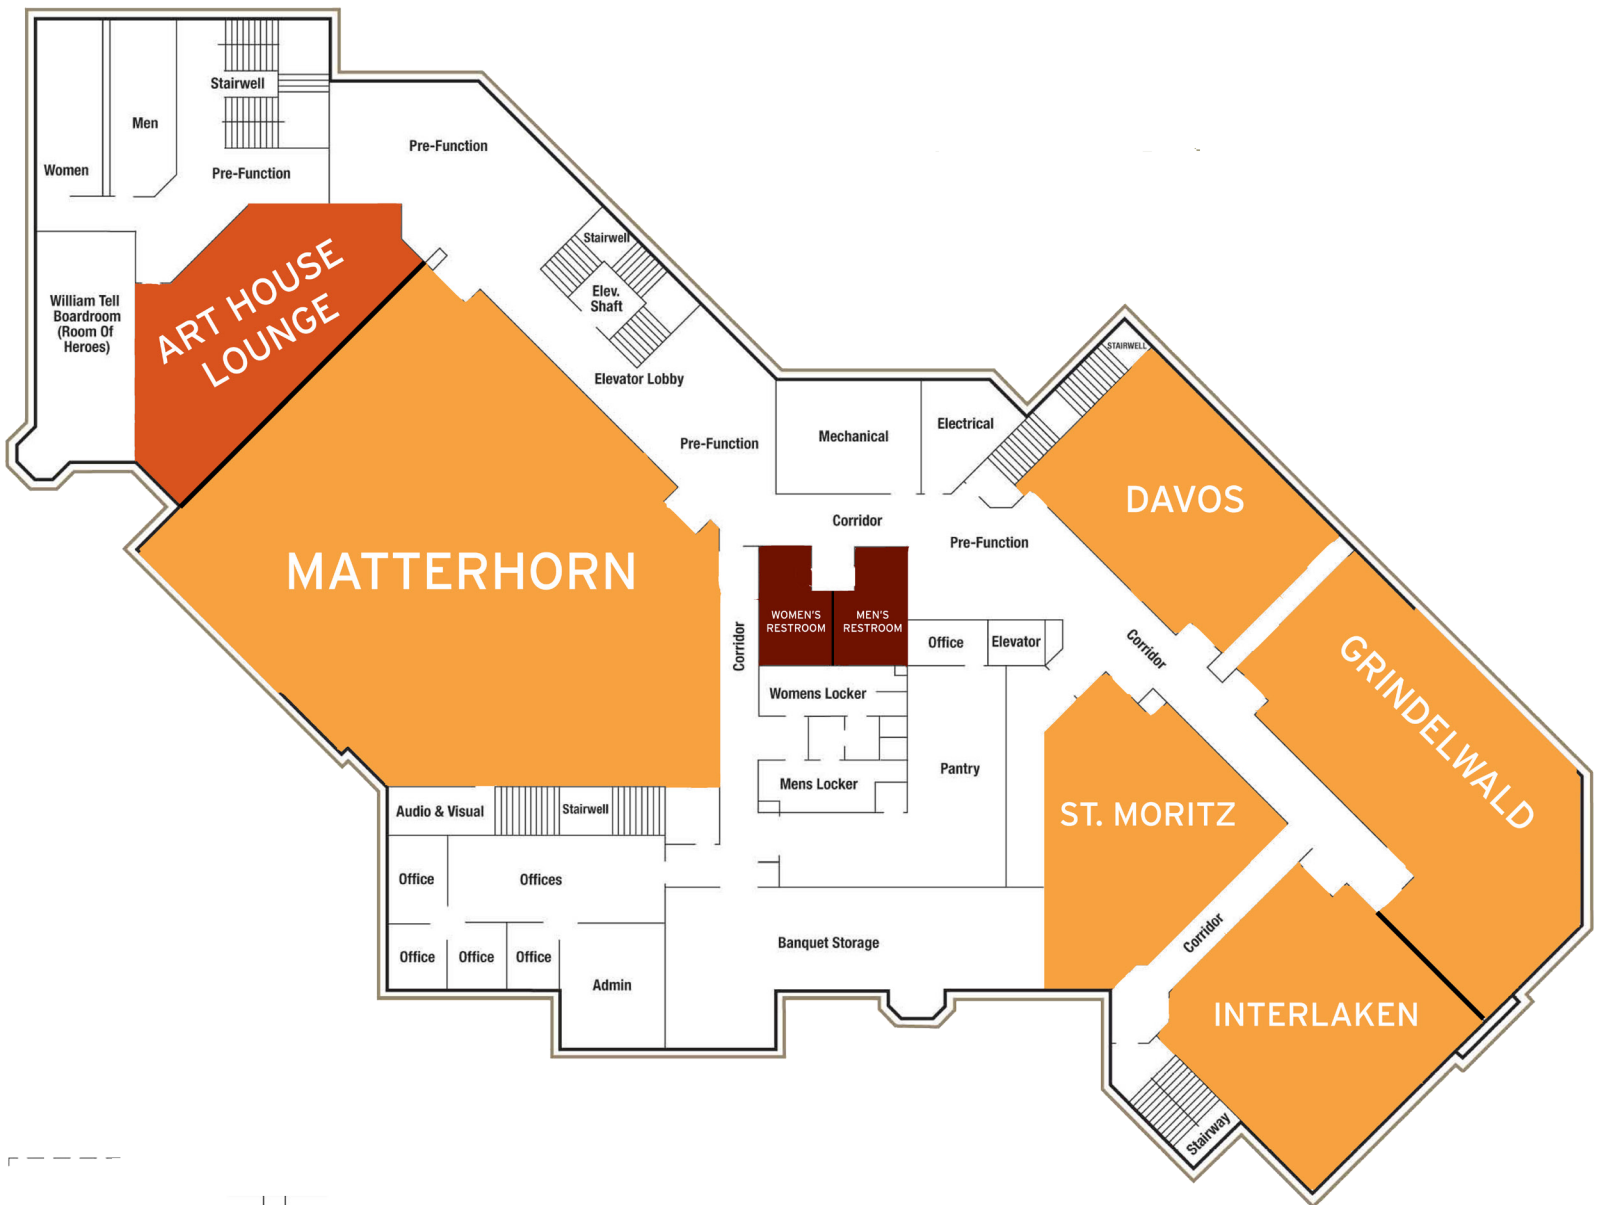 Stairwell
Men
Women
Pre-Function
Pre-Function
Stairwell
Elev.
Shaft
ART HOUSE
LOUNGE
William Tell
Boardroom
(Room Of
Heroes)
Elevator Lobby
Pre-Function
Mechanical
Electrical
STAIRWELL
DAVOS
Corridor
Pre-Function
MATTERHORN
WOMEN'S
RESTROOM
MEN'S
RESTROOM
Corridor
Office
Elevator
Corridor
GRINDELWALD
Womens Locker
Pantry
Mens Locker
ST. MORITZ
Audio & Visual
Stairwell
Office
Offices
Corridor
Banquet Storage
Office
Office
Office
Admin
INTERLAKEN
Stairway